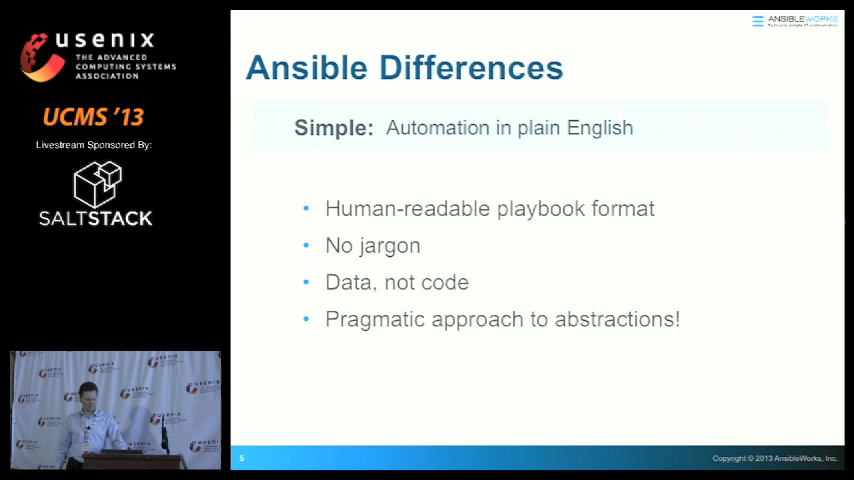 usenix
THE ADVANCED
COMPUTING SYSTEMS
ASSOCIATION
UCMS '13
Livestream Sponsored By:
SALTSTACK
ANSIBLEWORKS
Ansible Differences
Simple: Automation in plain English
• Human-readable playbook format
• No jargon
• Data, not code
• Pragmatic approach to abstractions!
5
Copyright © 2013 AnsibleWorks, Inc.